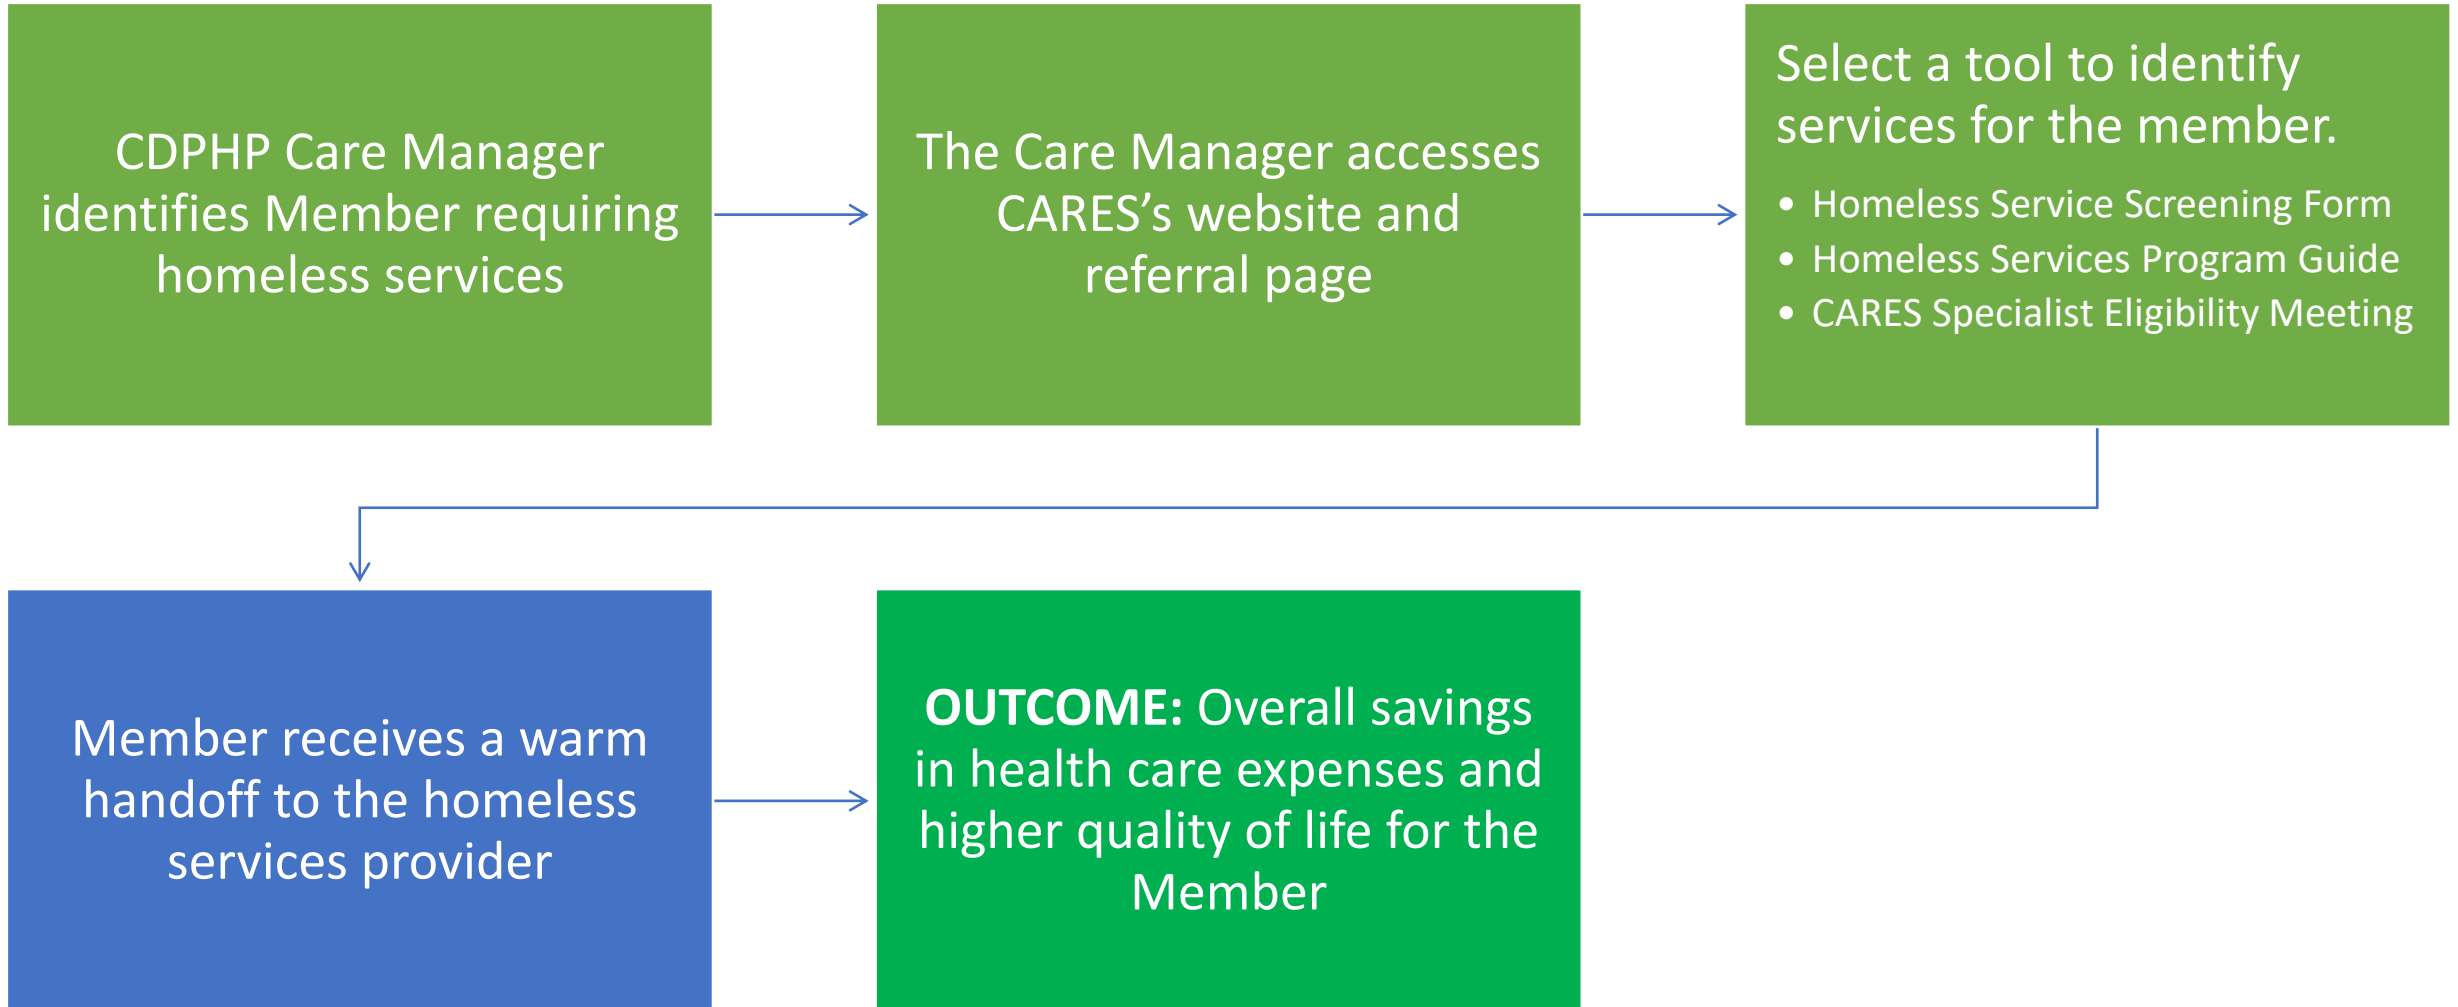 CDPHP Care Manager
identifies Member requiring
homeless services
The Care Manager accesses
CARES’s website and
referral page
Select a tool to identify
services for the member.
• Homeless Service Screening Form
• Homeless Services Program Guide
• CARES Specialist Eligibility Meeting
Member receives a warm
handoff to the homeless
services provider
OUTCOME: Overall savings
in health care expenses and
higher quality of life for the
Member